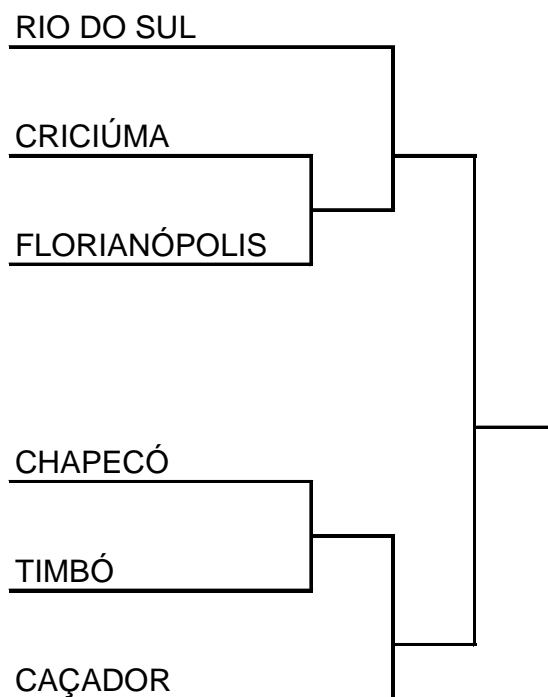 RIO DO SUL
CRICIÚMA
FLORIANÓPOLIS
CHAPECÓ
TIMBÓ
CAÇADOR